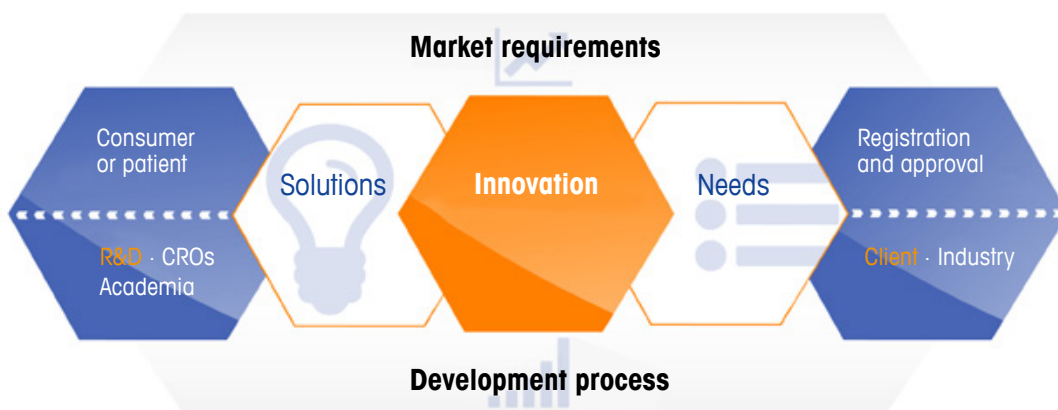 Market requirements
Consumer
or patient
R&D · CROs
Academia
Solutions
Innovation
Needs
Registration
and approval
Client · Industry
Development process